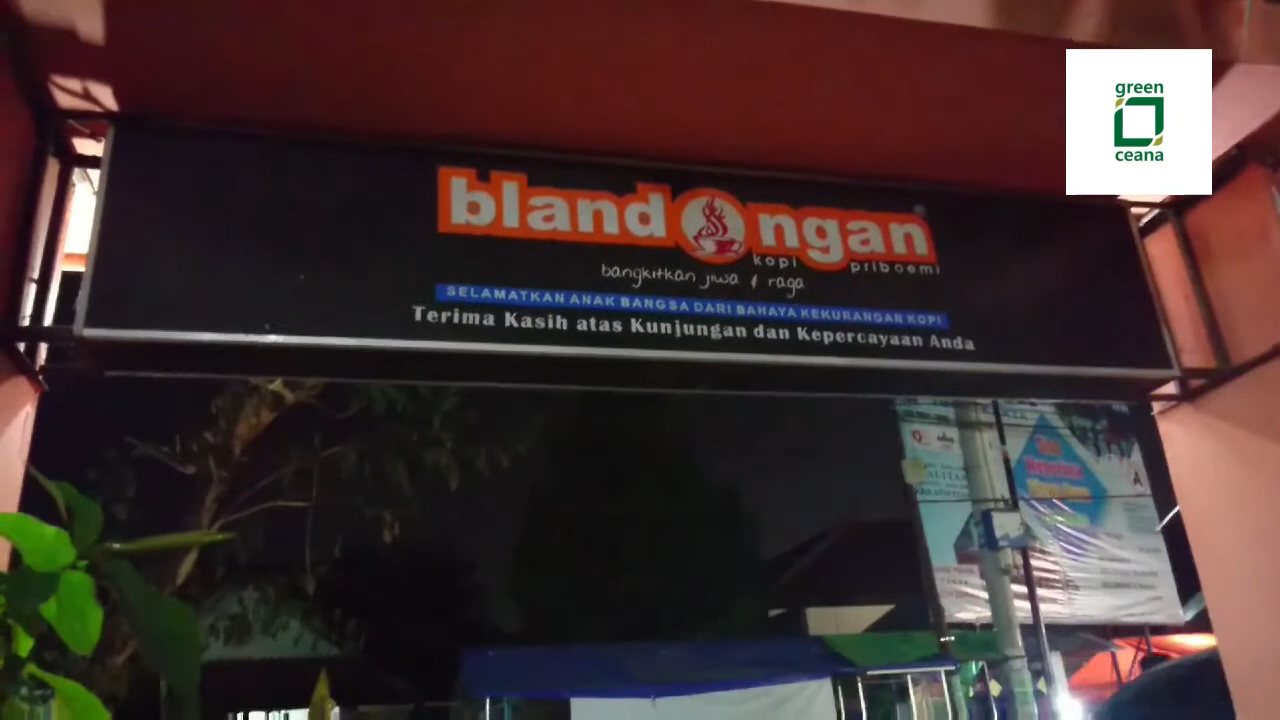 green
ceana
blandongan
kopi priboemi
bangkitkan jiwa & raga
SELAMATKAN ANAK BANGSA DARI BAHAYA KEKURANGAN KOPI
Terima Kasih atas Kunjungan dan Kepercayaan Anda